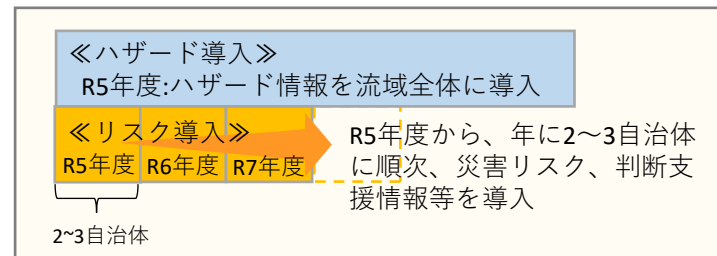 ≪ハザード導入≫
R5年度:ハザード情報を流域全体に導入
≪リスク導入≫
R5年度 R6年度 R7年度
R5年度から、年に2～3自治体
に順次、災害リスク、判断支
援情報等を導入
2~3自治体